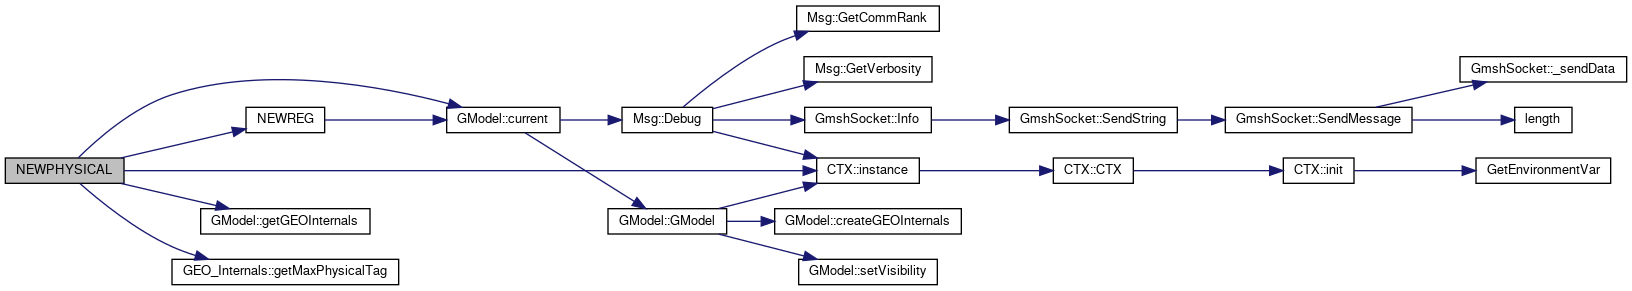 Msg::GetCommRank
Msg::GetVerbosity
GmshSocket::_sendData
NEWREG
GModel::current
Msg::Debug
GmshSocket::Info
GmshSocket::SendString
GmshSocket::SendMessage
length
NEWPHYSICAL
CTX::instance
CTX::CTX
CTX::init
GetEnvironmentVar
GModel::getGEOInternals
GModel::GModel
GModel::createGEOInternals
GEO_Internals::getMaxPhysicalTag
GModel::setVisibility